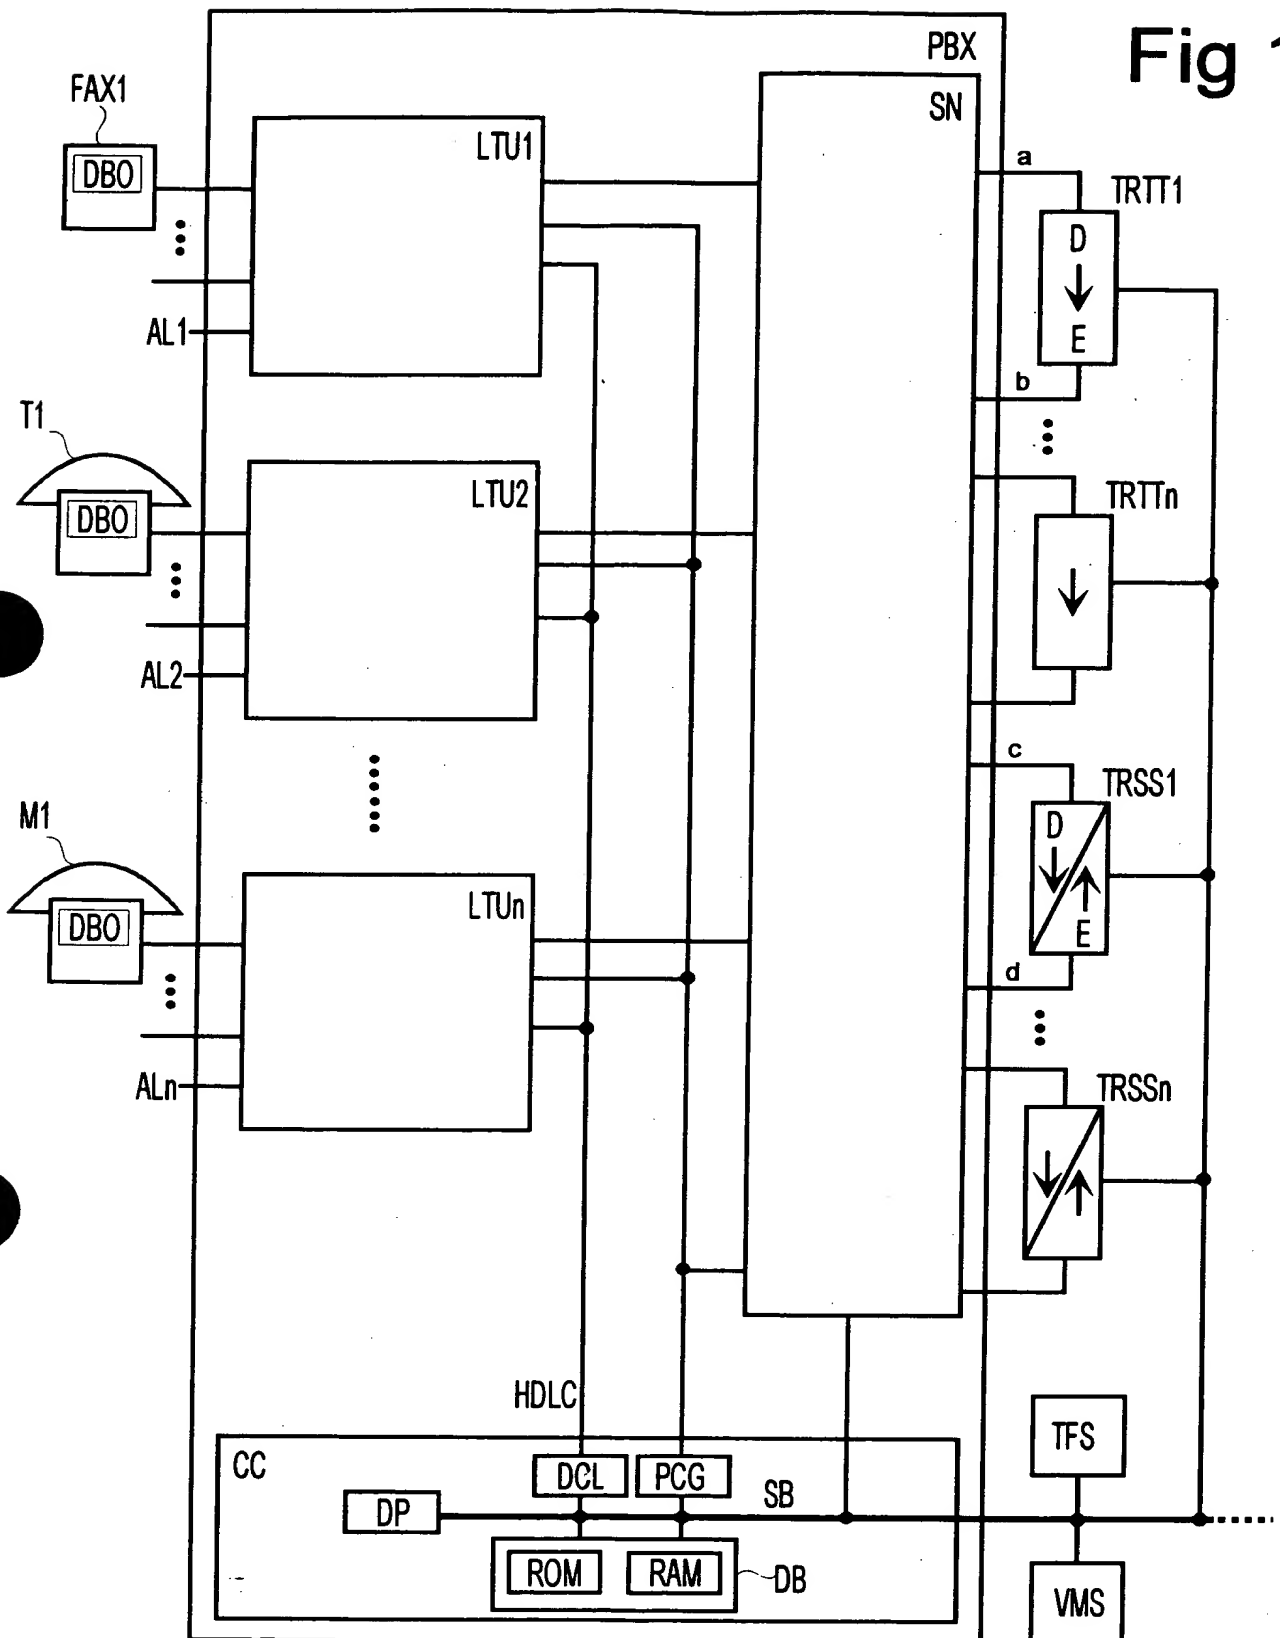 Fig 1
PBX
FAX1
SN
DBO
LTU1
a
TRTT1
D
E
AL1
b
T1
DBO
LTU2
TRTTn
AL2
c
TRSS1
M1
D
DBO
LTUn
E
d
ALn
TRSSn
HDLC
CC
DCL
PCG
TFS
DP
SB
ROM
RAM
DB
VMS